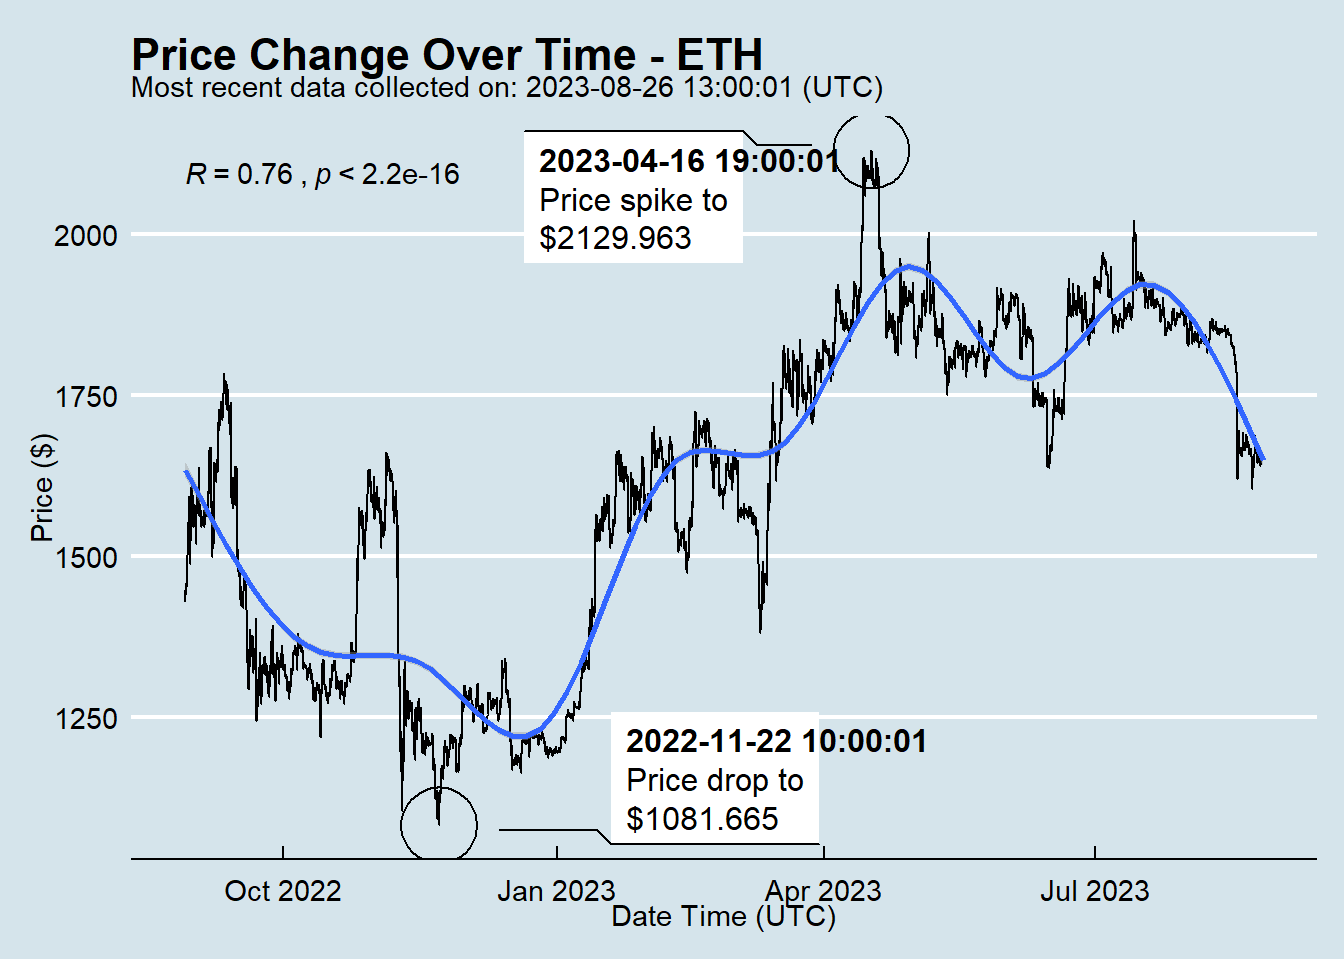 Price Change Over Time - ETH
Most recent data collected on: 2023-08-26 13:00:01 (UTC)
R = 0.76 , p < 2.2e-16
2023-04-16 19:00:01
Price spike to
$2129.963
2000
1750
1500
1250
Price ($)
2022-11-22 10:00:01
Price drop to
$1081.665
Oct 2022 Jan 2023 Apr 2023 Jul 2023
Date Time (UTC)